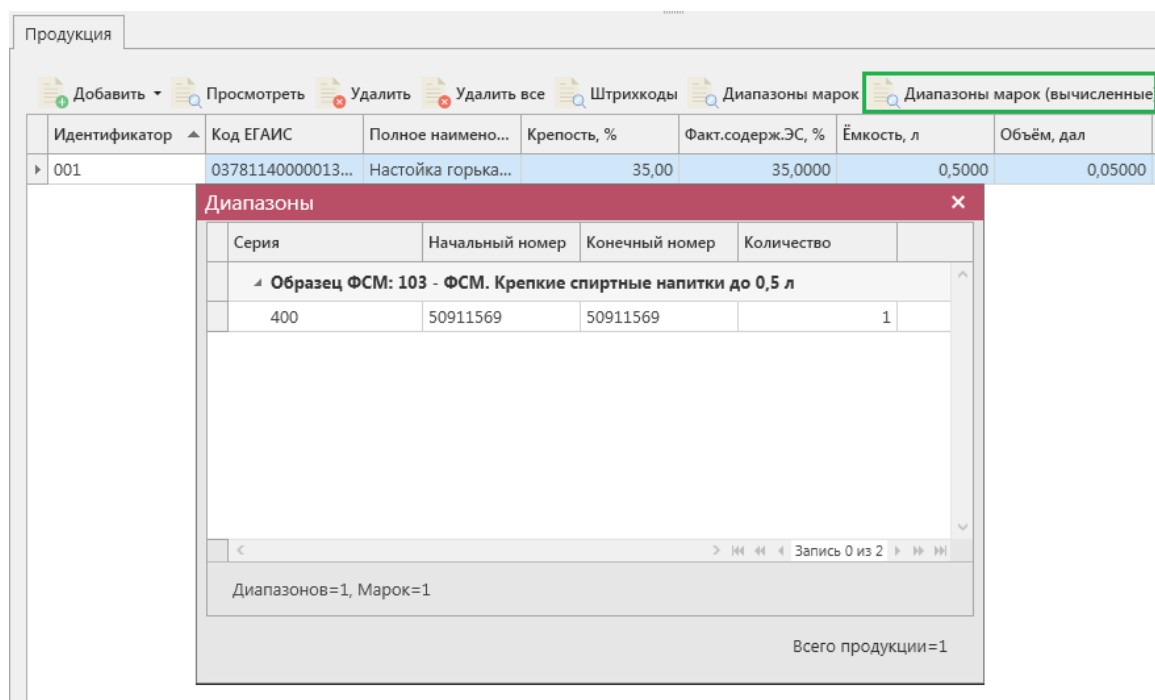 Продукция
Добавить Просмотреть Удалить Удалить все Штрихкоды Диапазоны марок Диапазоны марок (вычисленные
Идентификатор Код ЕГАИС Полное наимено... Крепость, % Факт.содерж.ЭС, % Ёмкость, л Объём, дал
001 03781140000013... Настойка горька... 35,00 35,0000 0,5000 0,05000
Диапазоны
Серия Начальный номер Конечный номер Количество
Образец ФСМ: 103 - ФСМ. Крепкие спиртные напитки до 0,5 л
400 50911569 50911569 1
Запись 0 из 2
Диапазонов=1, Марок=1
Всего продукции=1